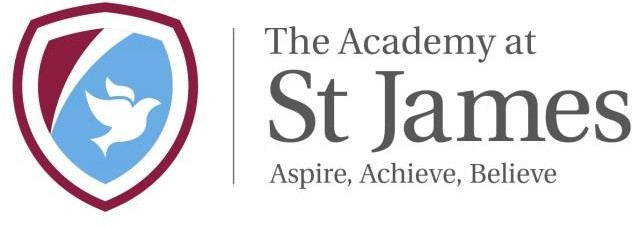 The Academy at
St James
Aspire, Achieve, Believe